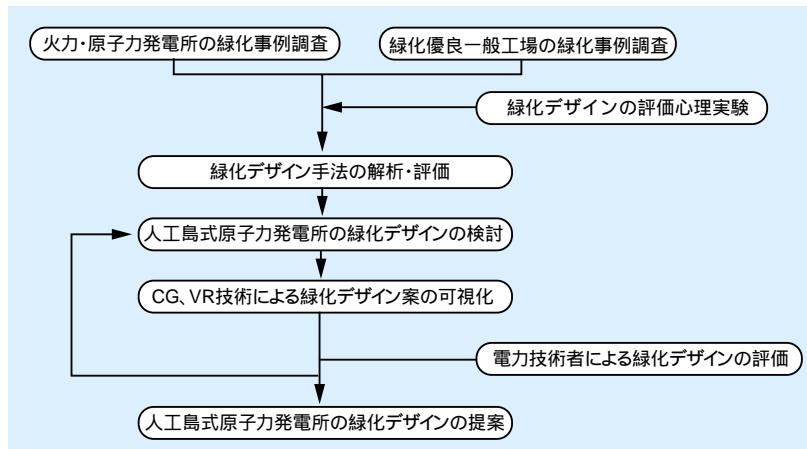 火力・原子力発電所の緑化事例調査
緑化優良一般工場の緑化事例調査
緑化デザインの評価心理実験
緑化デザイン手法の解析・評価
人工島式原子力発電所の緑化デザインの検討
CG、VR技術による緑化デザイン案の可視化
電力技術者による緑化デザインの評価
人工島式原子力発電所の緑化デザインの提案